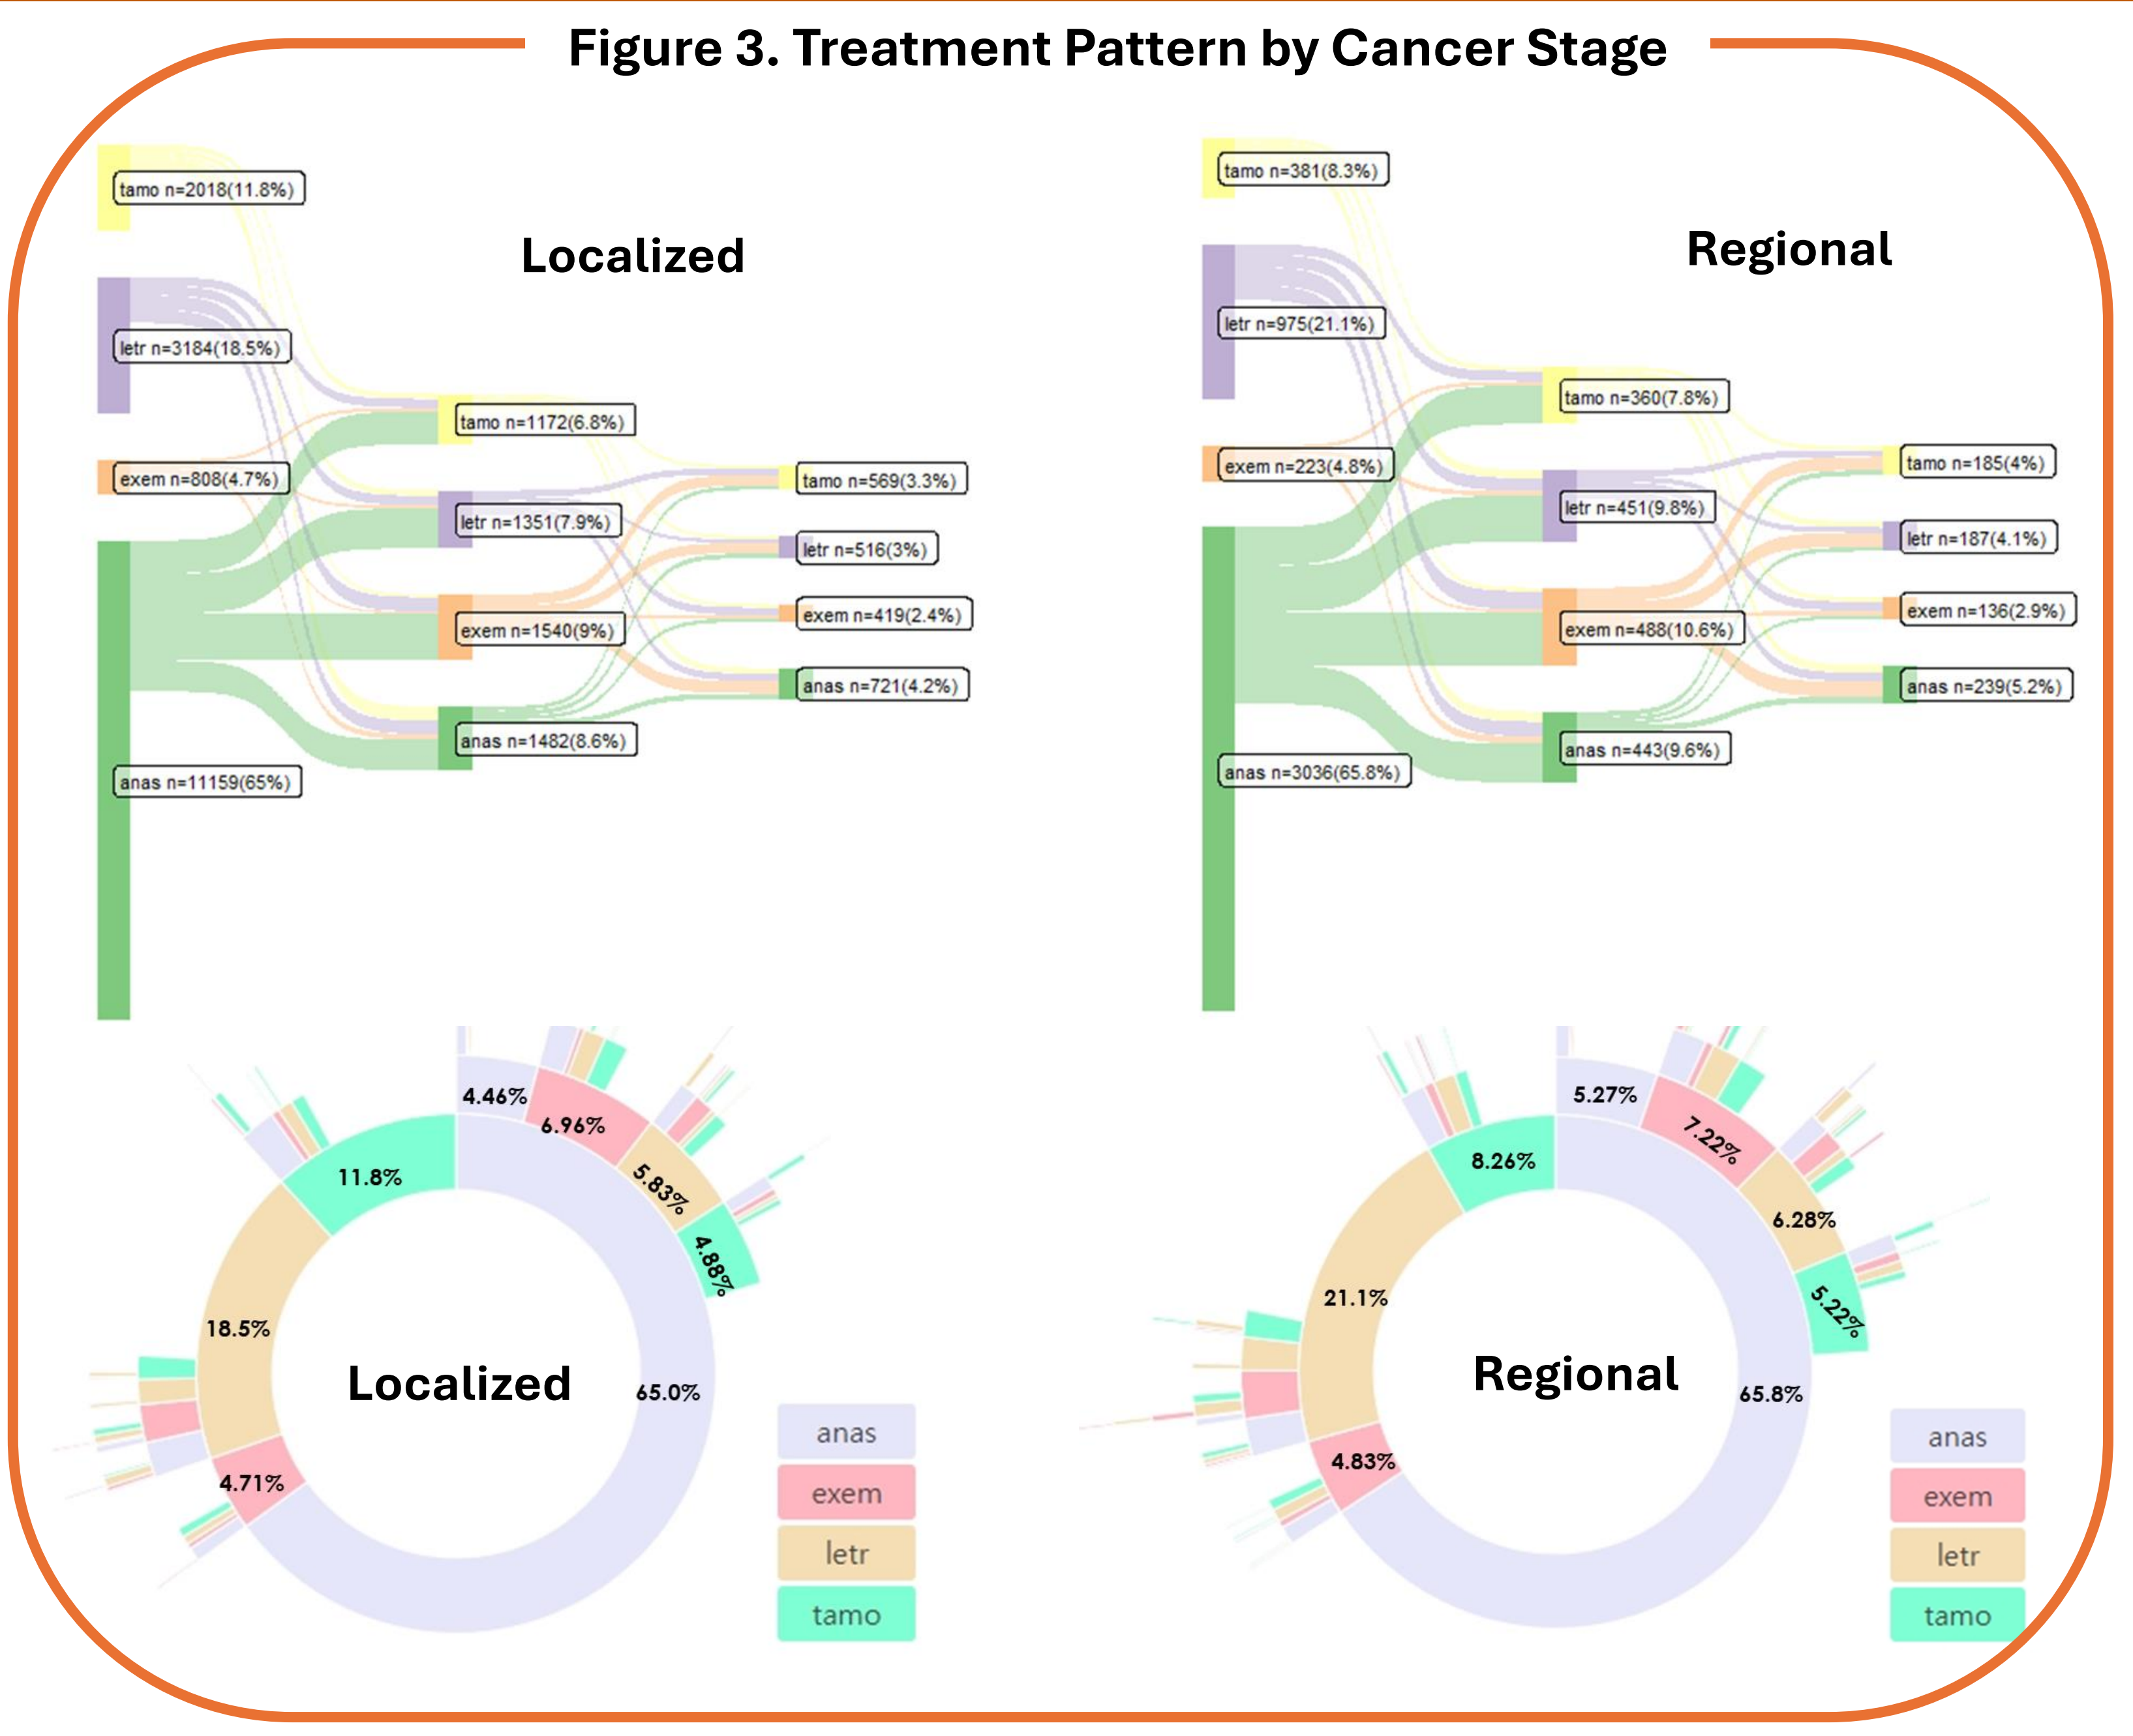 Figure 3. Treatment Pattern by Cancer Stage
Localized
tamo n=2018(11.8%)
letr n=3184(18.5%)
exem n=808(4.7%)
anas n=11159(65%)
tamo n=1172(6.8%)
letr n=1351(7.9%)
exem n=1540(9%)
anas n=1482(8.6%)
tamo n=569(3.3%)
letr n=516(3%)
exem n=419(2.4%)
anas n=721(4.2%)
Regional
tamo n=381(8.3%)
letr n=975(21.1%)
exem n=223(4.8%)
anas n=3036(65.8%)
tamo n=360(7.8%)
letr n=451(9.8%)
exem n=488(10.6%)
anas n=443(9.6%)
tamo n=185(4%)
letr n=187(4.1%)
exem n=136(2.9%)
anas n=239(5.2%)
4.46%
6.96%
5.83%
4.88%
11.8%
18.5%
4.71%
65.0%
Localized
anas
exem
letr
tamo
5.27%
7.22%
6.28%
5.22%
8.26%
21.1%
4.83%
65.8%
Regional
anas
exem
letr
tamo